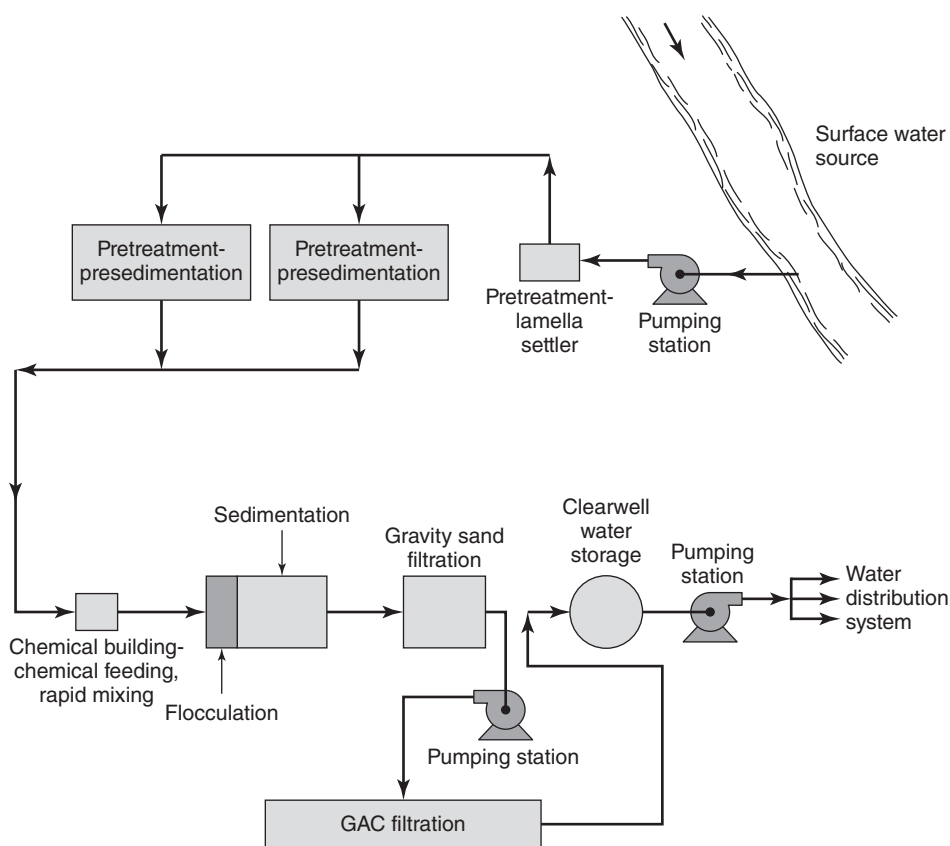 Surface water
source
Pretreatment-
presedimentation
Pretreatment-
presedimentation
Pretreatment-
lamella
settler
Pumping
station
Sedimentation
Gravity sand
filtration
Clearwell
water
storage
Pumping
station
Water
distribution
system
Chemical building-
chemical feeding,
rapid mixing
Flocculation
Pumping station
GAC filtration